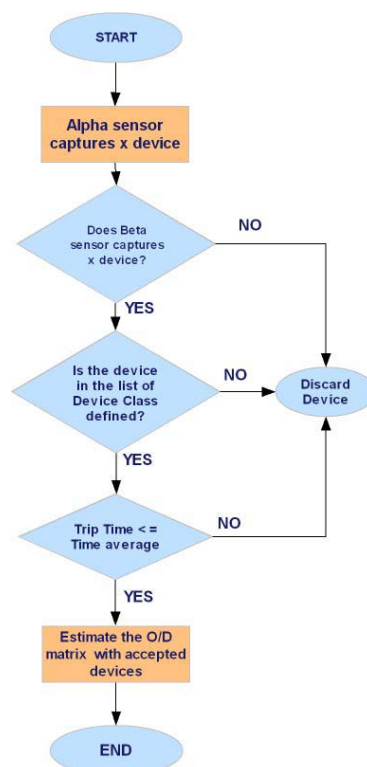 START
Alpha sensor
captures x device
Does Beta
sensor captures
x device?
NO
YES
Is the device
in the list of
Device Class
defined?
NO
Discard
Device
YES
Trip Time <=
Time average
NO
YES
Estimate the O/D
matrix with accepted
devices
END